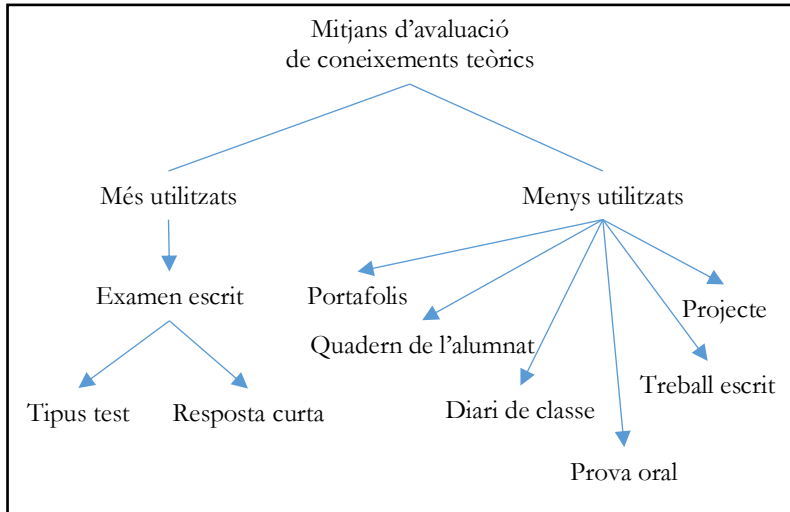 Mitjans d’avaluació
de coneixements teòrics
Més utilitzats
Menys utilitzats
Examen escrit
Portafolis
Projecte
Quadern de l’alumnat
Treball escrit
Tipus test
Resposta curta
Diari de classe
Prova oral